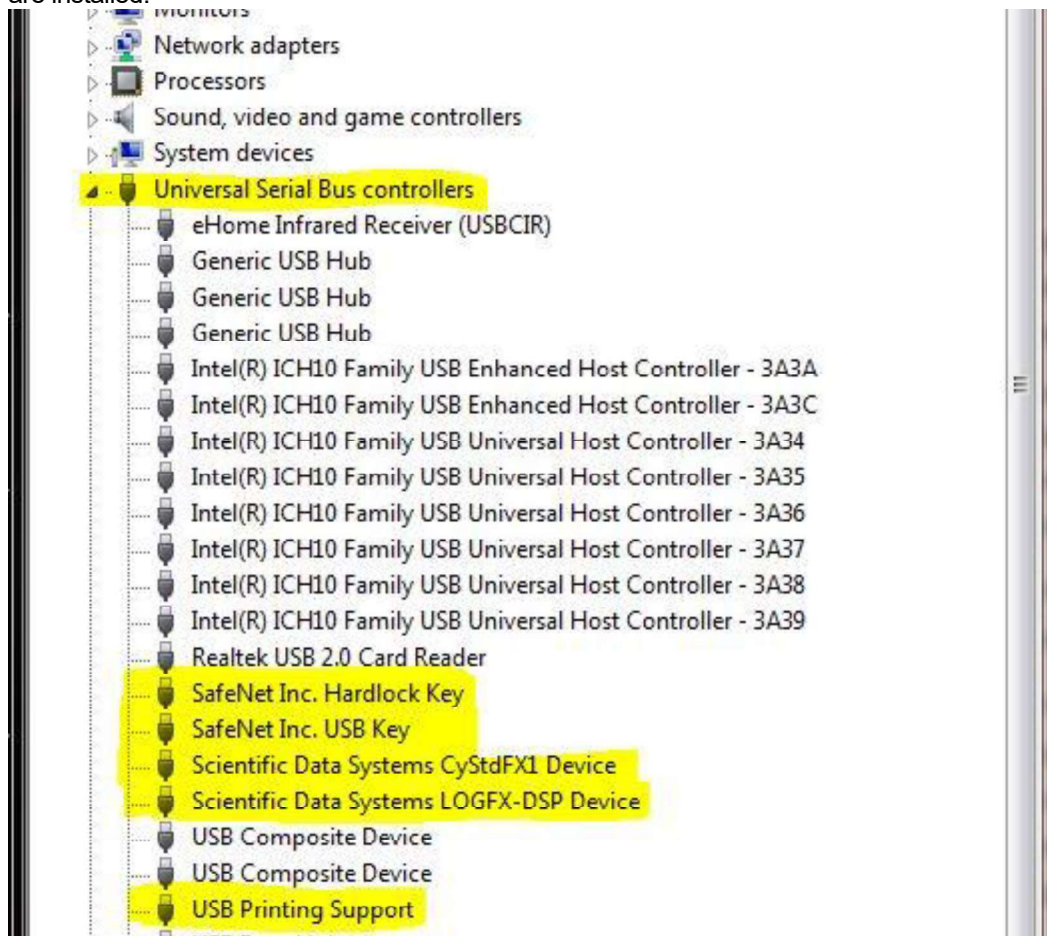 are installed.
Monitors
Network adapters
Processors
Sound, video and game controllers
System devices
Universal Serial Bus controllers
eHome Infrared Receiver (USBCIR)
Generic USB Hub
Generic USB Hub
Generic USB Hub
Intel(R) ICH10 Family USB Enhanced Host Controller - 3A3A
Intel(R) ICH10 Family USB Enhanced Host Controller - 3A3C
Intel(R) ICH10 Family USB Universal Host Controller - 3A34
Intel(R) ICH10 Family USB Universal Host Controller - 3A35
Intel(R) ICH10 Family USB Universal Host Controller - 3A36
Intel(R) ICH10 Family USB Universal Host Controller - 3A37
Intel(R) ICH10 Family USB Universal Host Controller - 3A38
Intel(R) ICH10 Family USB Universal Host Controller - 3A39
Realtek USB 2.0 Card Reader
SafeNet Inc. Hardlock Key
SafeNet Inc. USB Key
Scientific Data Systems CyStdFX1 Device
Scientific Data Systems LOGFX-DSP Device
USB Composite Device
USB Composite Device
USB Printing Support